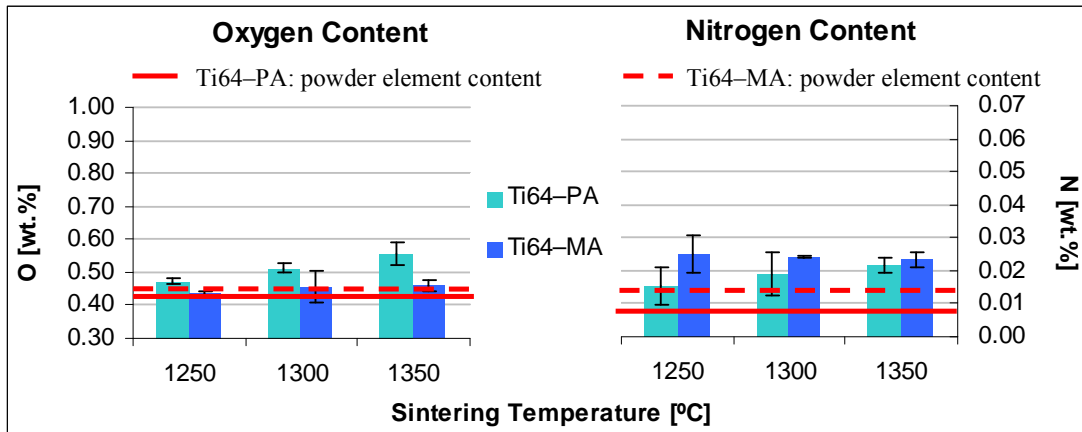 Oxygen Content
Nitrogen Content
Ti64–PA: powder element content
Ti64–MA: powder element content
1.00
0.90
0.80
0.70
0.60
0.50
0.40
0.30
O [wt.%]
1250
1300
1350
Ti64–PA
Ti64–MA
0.07
0.06
0.05
0.04
0.03
0.02
0.01
0.00
N [wt.%]
1250
1300
1350
Sintering Temperature [ºC]